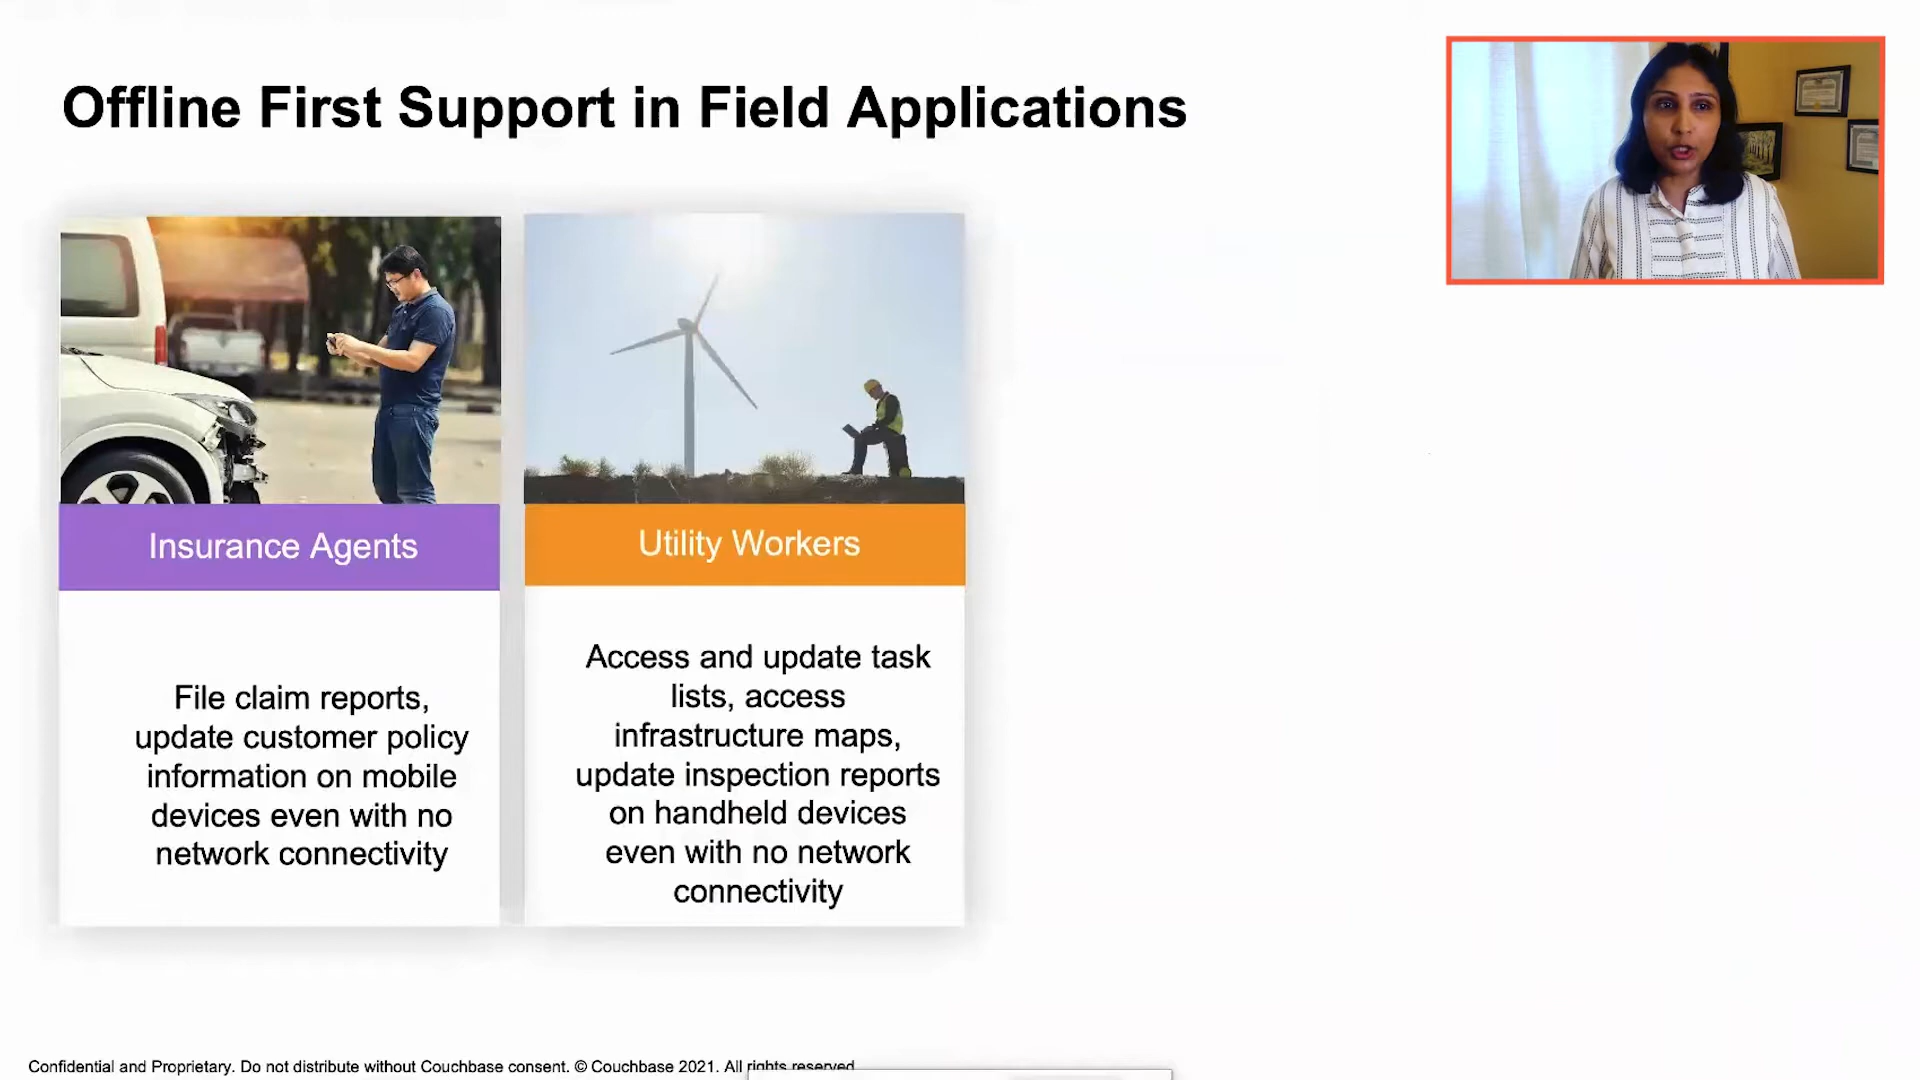 Offline First Support in Field Applications
Insurance Agents
File claim reports,
update customer policy
information on mobile
devices even with no
network connectivity
Utility Workers
Access and update task
lists, access
infrastructure maps,
update inspection reports
on handheld devices
even with no network
connectivity
Confidential and Proprietary. Do not distribute without Couchbase consent. © Couchbase 2021. All rights reserved